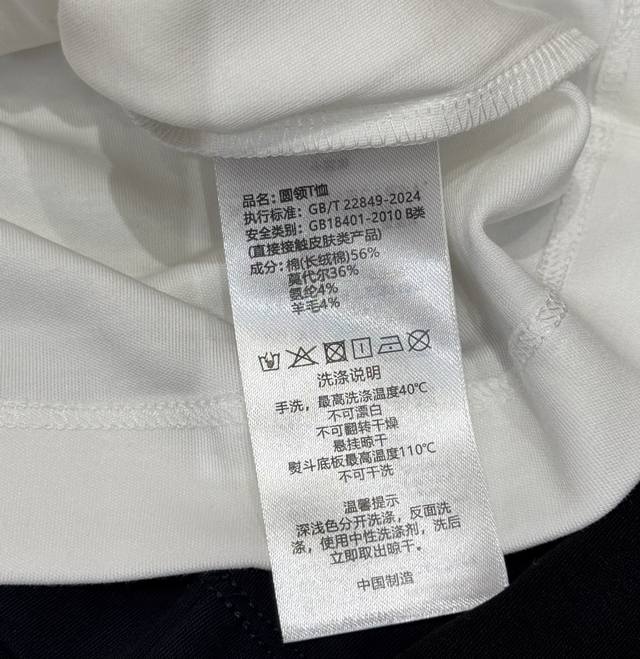 品名：圆领T恤
执行标准：GB/T 22849-2024
安全类别：GB18401-2010 B类
(直接接触皮肤类产品)
成分：棉(长绒棉)56%
莫代尔36%
氨纶4%
羊毛4%
洗涤说明
手洗，最高洗涤温度40℃
不可漂白
不可翻转干燥
悬挂晾干
熨斗底板最高温度110℃
不可干洗
温馨提示
深浅色分开洗涤，反面洗
涤，使用中性洗涤剂，洗后
立即取出晾干。
中国制造